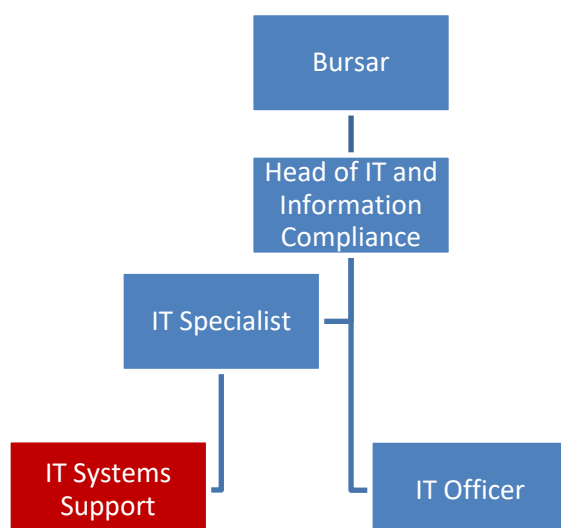 Bursar
Head of IT and
Information
Compliance
IT Specialist
IT Systems
Support
IT Officer